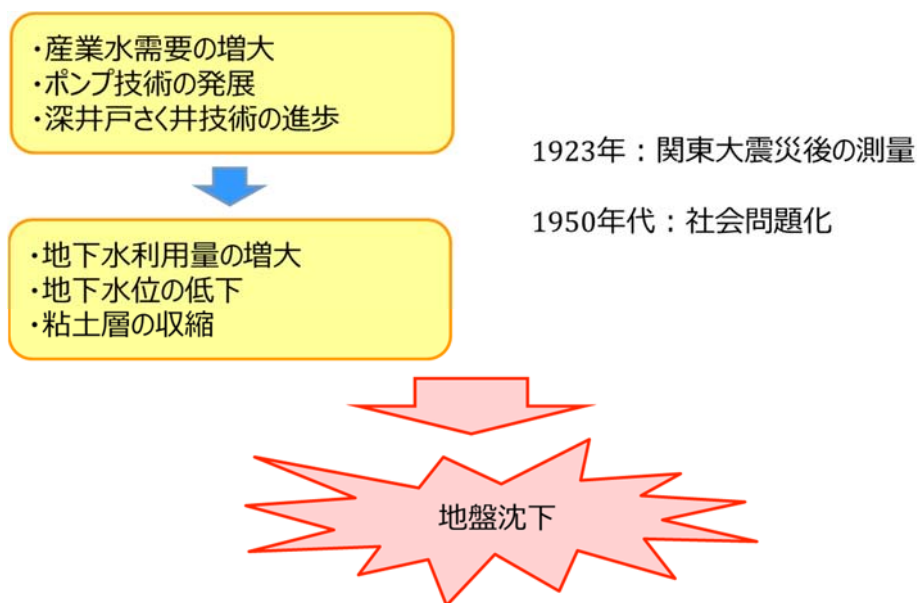 ・産業水需要の増大
・ポンプ技術の発展
・深井戸さく井技術の進歩
1923年：関東大震災後の測量
1950年代：社会問題化
・地下水利用量の増大
・地下水位の低下
・粘土層の収縮
地盤沈下